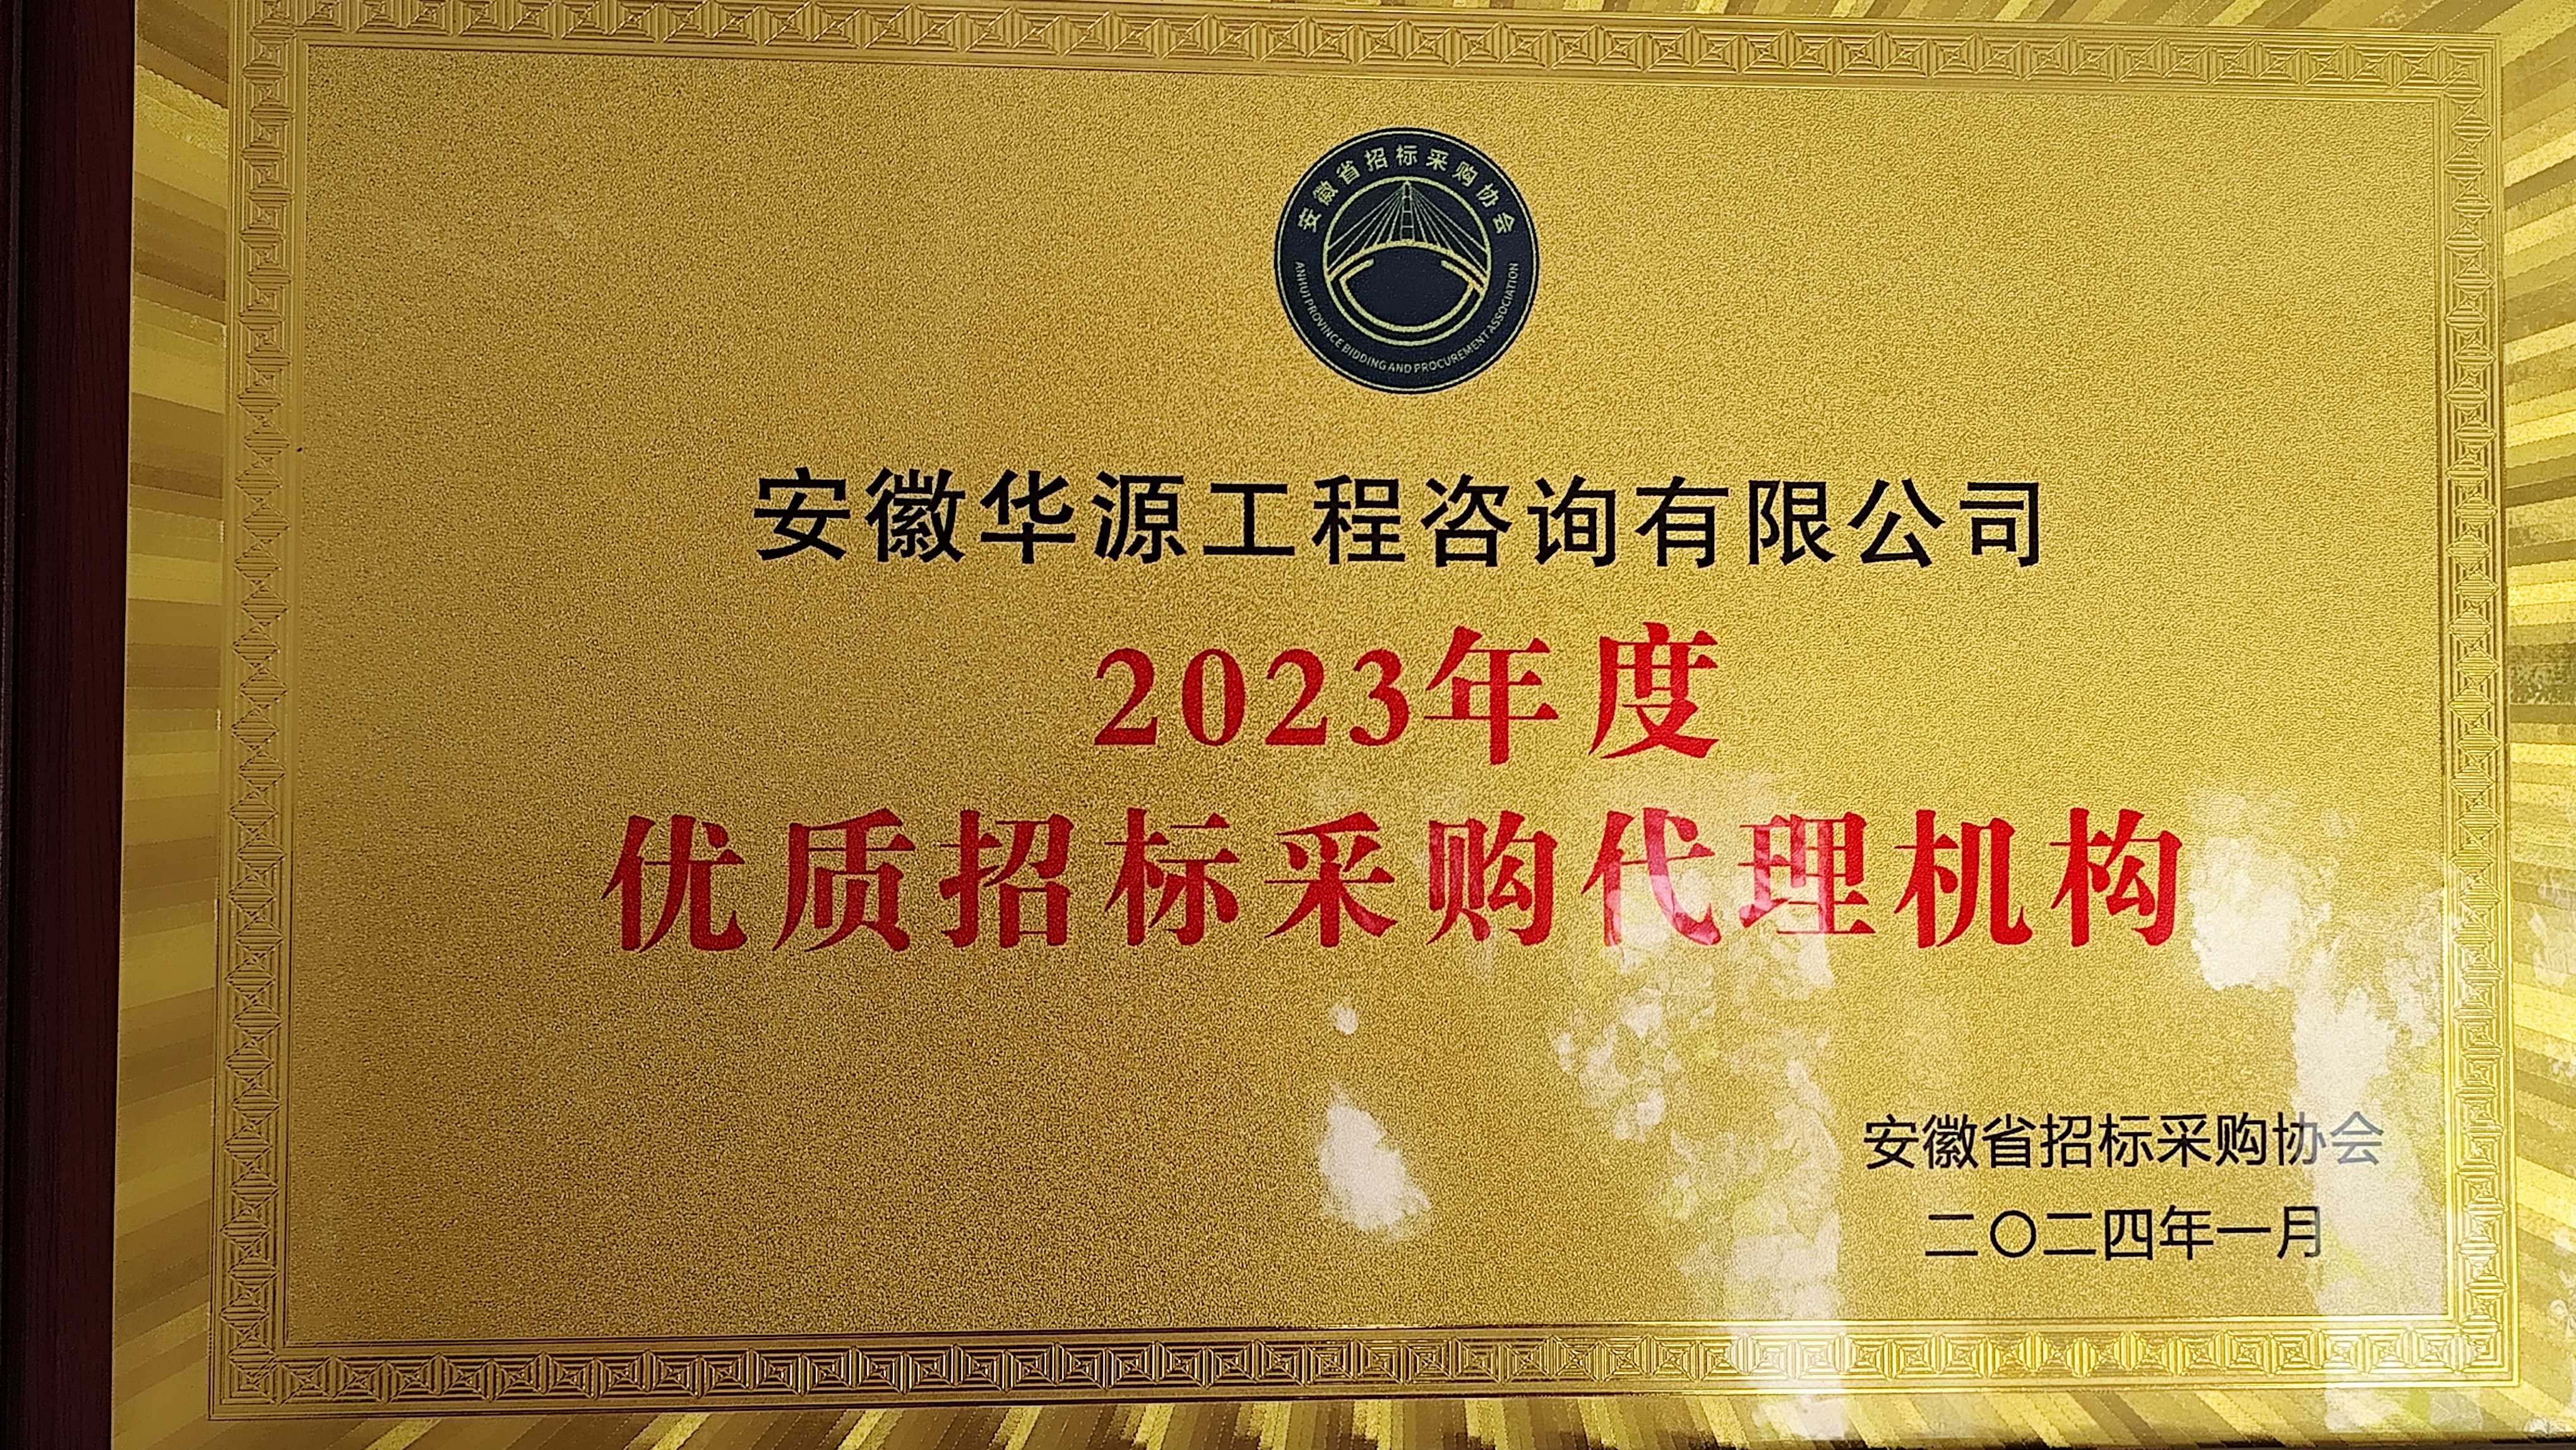 安徽省招标采购协会
ANHUI PROVINCE BIDDING AND PROCUREMENT ASSOCIATION
安徽华源工程咨询有限公司
2023年度
优质招标采购代理机构
安徽省招标采购协会
二〇二四年一月